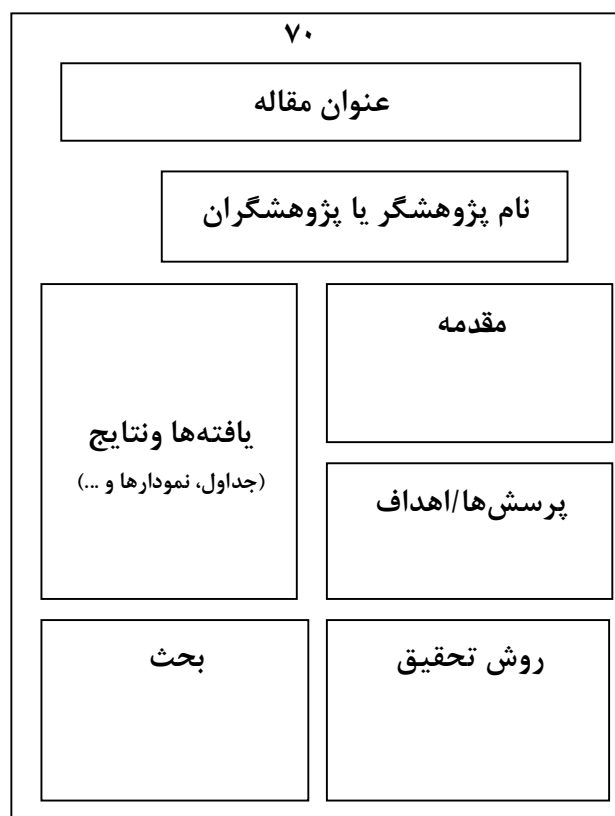 ۷۰
عنوان مقاله
نام پژوهشگر یا پژوهشگران
مقدمه
پرسش‌ها/اهداف
روش تحقیق
یافته‌ها ونتایج
(جداول، نمودارها و ...)
بحث